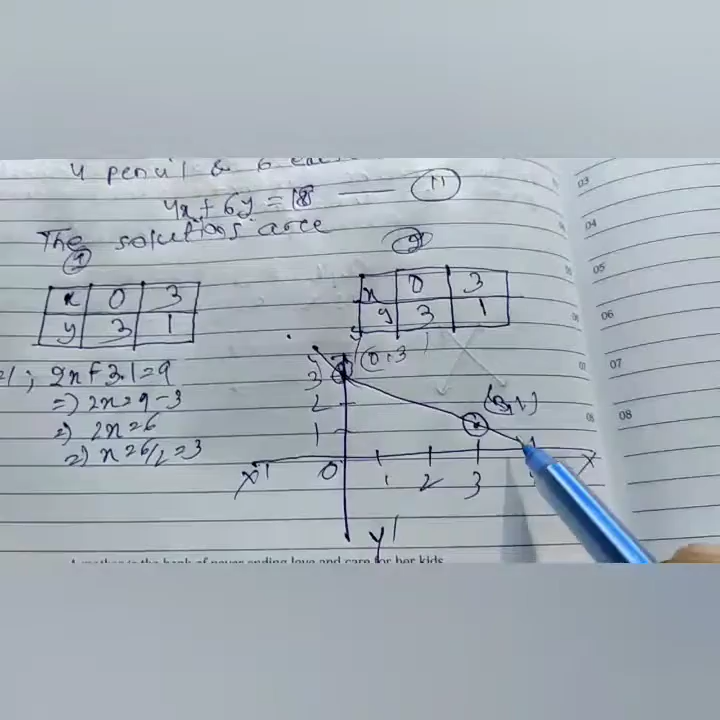 4 pencil & 6
4x + 6y = 18 —— (11)
The solutions are
(1)
x 0 3
y 3 1
; 2x + 3.1 = 9
=) 2x = 9 - 3
=) 2x = 6
=) x = 6/2 = 3
(2)
x 0 3
y 3 1
y
(0,3
3
2
1
(3,1)
x' 0 1 2 3 x
y'
A mother is the bank of never ending love and care for her kids
03
04
05
06
07
08